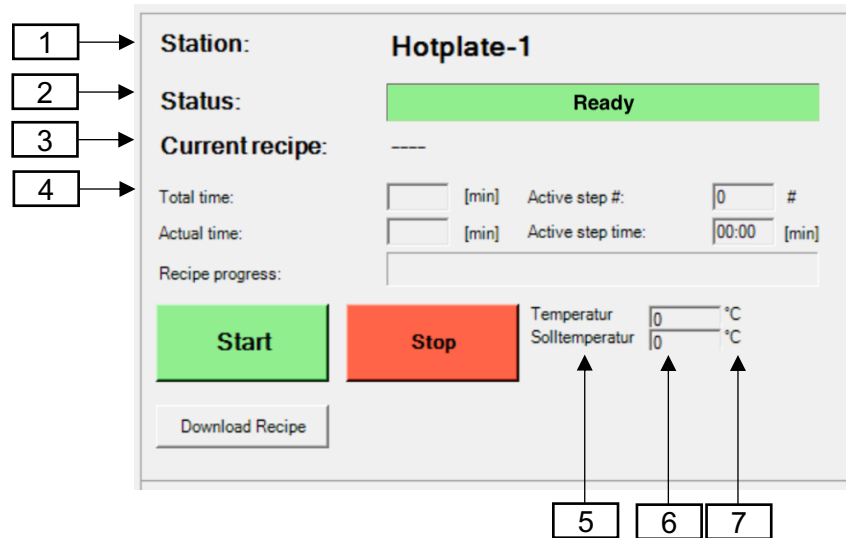 1 Station: Hotplate-1
2 Status: Ready
3 Current recipe: ----
4 Total time: [min] Active step #: 0 #
Actual time: [min] Active step time: 00:00 [min]
Recipe progress:
Start Stop
Temperatur 0 °C
Solltemperatur 0 °C
Download Recipe
5 6 7